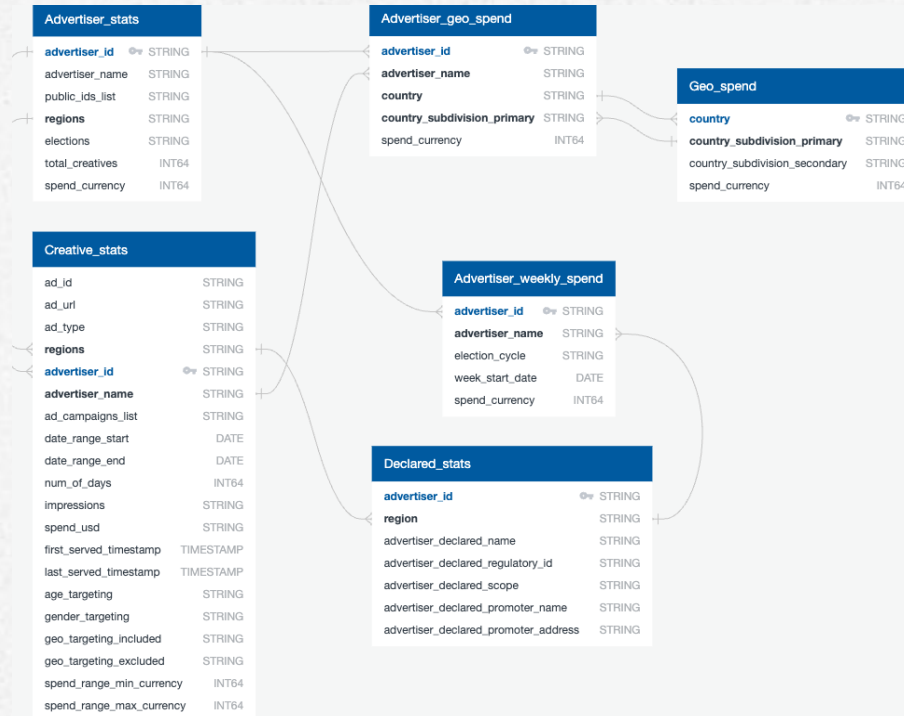 Advertiser_stats
advertiser_id STRING
advertiser_name STRING
public_ids_list STRING
regions STRING
elections STRING
total_creatives INT64
spend_currency INT64
Advertiser_geo_spend
advertiser_id STRING
advertiser_name STRING
country STRING
country_subdivision_primary STRING
spend_currency INT64
Geo_spend
country STRING
country_subdivision_primary STRING
country_subdivision_secondary STRING
spend_currency INT64
Creative_stats
ad_id STRING
ad_url STRING
ad_type STRING
regions STRING
advertiser_id STRING
advertiser_name STRING
ad_campaigns_list STRING
date_range_start DATE
date_range_end DATE
num_of_days INT64
impressions STRING
spend_usd STRING
first_served_timestamp TIMESTAMP
last_served_timestamp TIMESTAMP
age_targeting STRING
gender_targeting STRING
geo_targeting_included STRING
geo_targeting_excluded STRING
spend_range_min_currency INT64
spend_range_max_currency INT64
Advertiser_weekly_spend
advertiser_id STRING
advertiser_name STRING
election_cycle STRING
week_start_date DATE
spend_currency INT64
Declared_stats
advertiser_id STRING
region STRING
advertiser_declared_name STRING
advertiser_declared_regulatory_id STRING
advertiser_declared_scope STRING
advertiser_declared_promoter_name STRING
advertiser_declared_promoter_address STRING